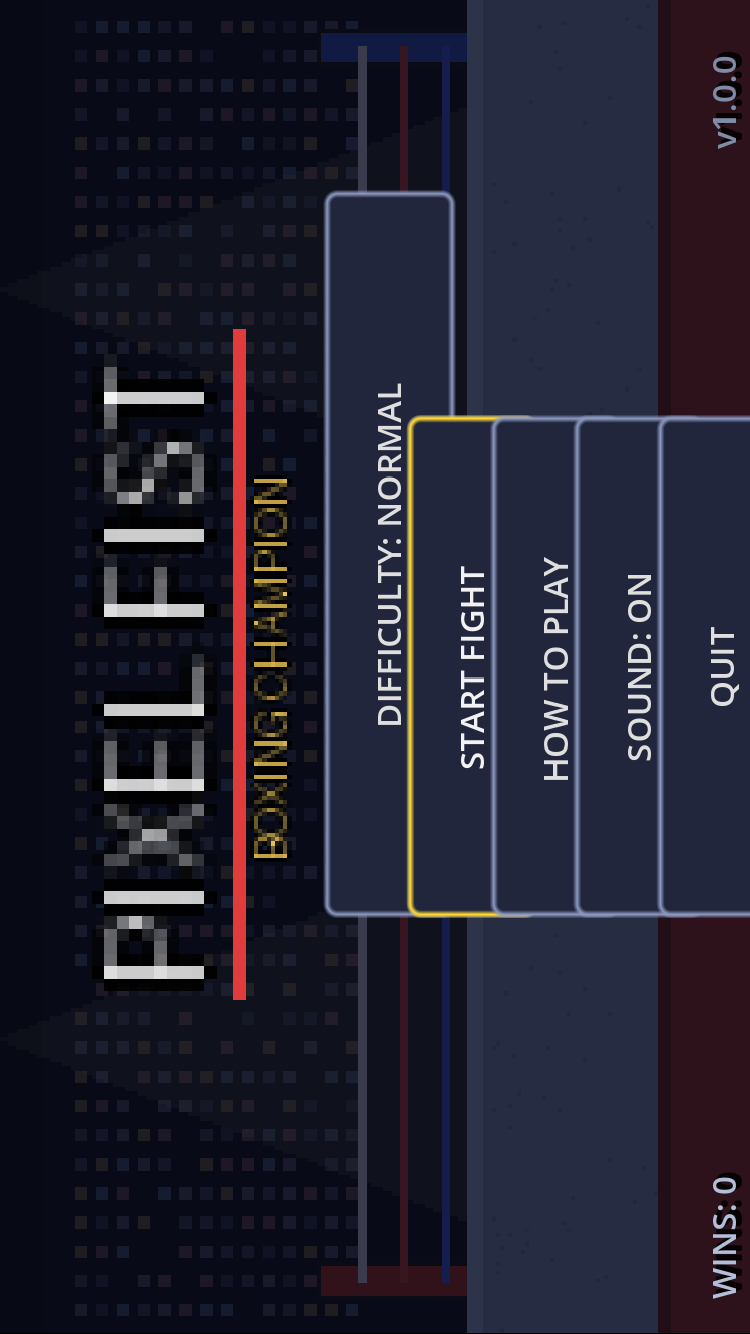 PIXEL FIST
BOXING CHAMPION
DIFFICULTY: NORMAL
START FIGHT
HOW TO PLAY
SOUND: ON
QUIT
WINS: 0
v1.0.0